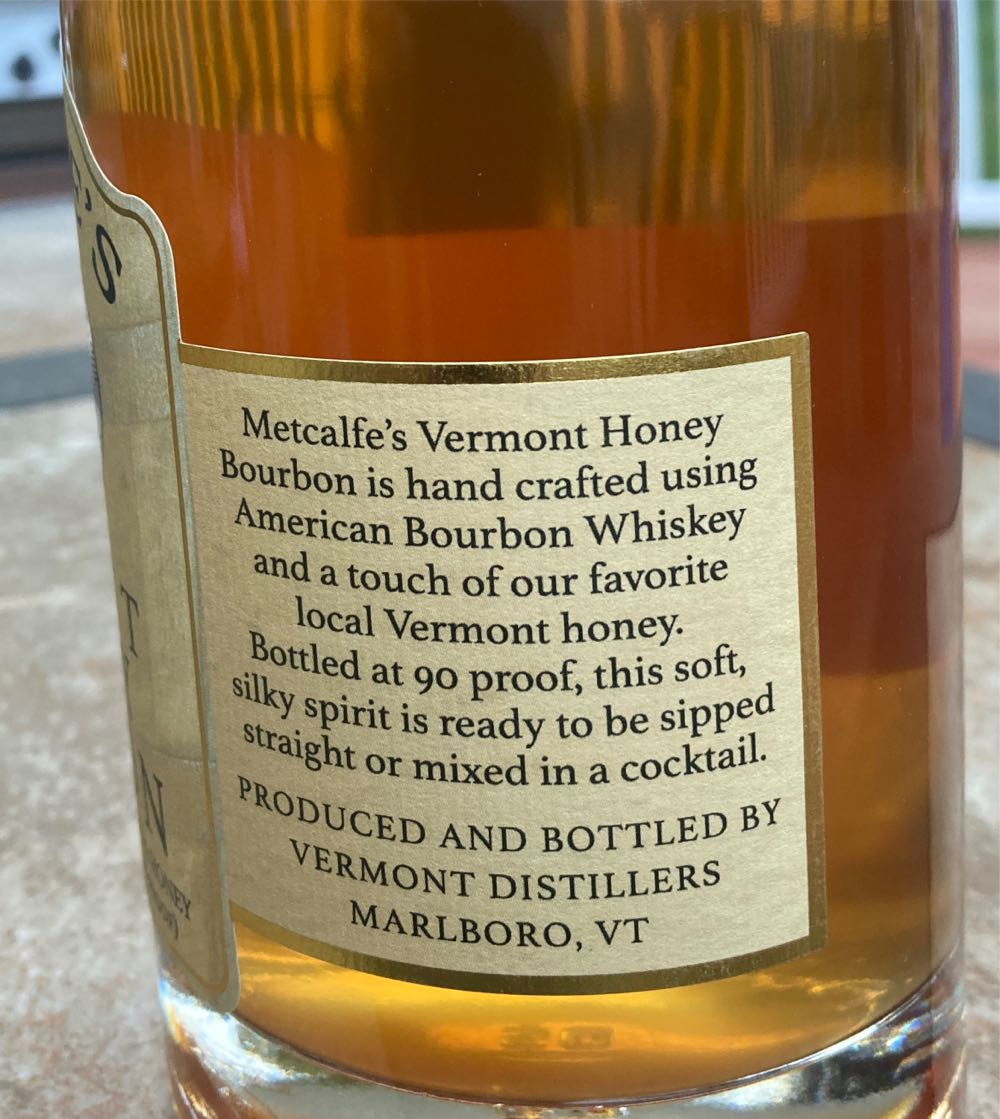 'S
T
N
HONEY
Metcalfe's Vermont Honey
Bourbon is hand crafted using
American Bourbon Whiskey
and a touch of our favorite
local Vermont honey.
Bottled at 90 proof, this soft,
silky spirit is ready to be sipped
straight or mixed in a cocktail.
PRODUCED AND BOTTLED BY
VERMONT DISTILLERS
MARLBORO, VT